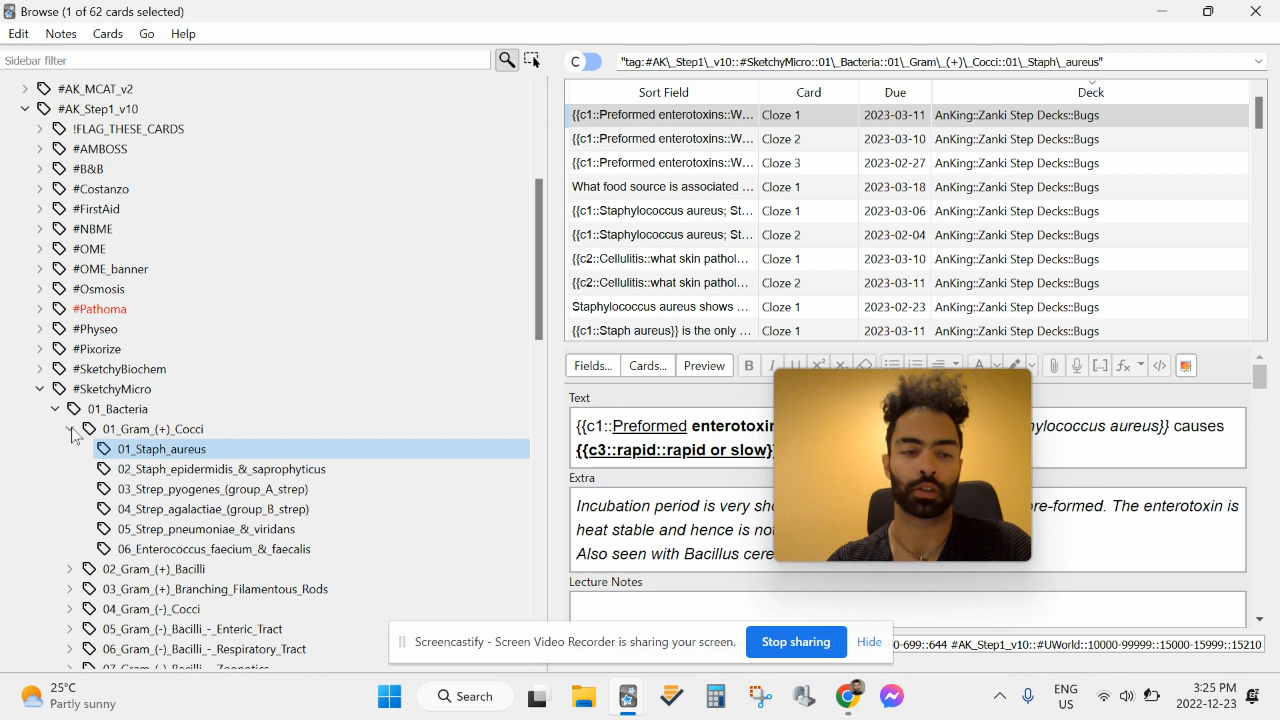 Browse (1 of 62 cards selected)
Edit Notes Cards Go Help
Sidebar filter
C "tag:#AK\_Step1\_v10::#SketchyMicro::01\_Bacteria::01\_Gram\_(+)\_Cocci::01\_Staph\_aureus"
#AK_MCAT_v2
#AK_Step1_v10
!FLAG_THESE_CARDS
#AMBOSS
#B&B
#Costanzo
#FirstAid
#NBME
#OME
#OME_banner
#Osmosis
#Pathoma
#Physeo
#Pixorize
#SketchyBiochem
#SketchyMicro
01_Bacteria
01_Gram_(+)_Cocci
01_Staph_aureus
02_Staph_epidermidis_&_saprophyticus
03_Strep_pyogenes_(group_A_strep)
04_Strep_agalactiae_(group_B_strep)
05_Strep_pneumoniae_&_viridans
06_Enterococcus_faecium_&_faecalis
02_Gram_(+)_Bacilli
03_Gram_(+)_Branching_Filamentous_Rods
04_Gram_(-)_Cocci
05_Gram_(-)_Bacilli_-_Enteric_Tract
06_Gram_(-)_Bacilli_-_Respiratory_Tract
07_Gram_(-)_Bacilli_-_Zoonotics
Sort Field Card Due Deck
{{c1::Preformed enterotoxins::W... Cloze 1 2023-03-11 AnKing::Zanki Step Decks::Bugs
{{c1::Preformed enterotoxins::W... Cloze 2 2023-03-10 AnKing::Zanki Step Decks::Bugs
{{c1::Preformed enterotoxins::W... Cloze 3 2023-02-27 AnKing::Zanki Step Decks::Bugs
What food source is associated ... Cloze 1 2023-03-18 AnKing::Zanki Step Decks::Bugs
{{c1::Staphylococcus aureus; St... Cloze 1 2023-03-06 AnKing::Zanki Step Decks::Bugs
{{c1::Staphylococcus aureus; St... Cloze 2 2023-02-04 AnKing::Zanki Step Decks::Bugs
{{c2::Cellulitis::what skin pathol... Cloze 1 2023-03-10 AnKing::Zanki Step Decks::Bugs
{{c2::Cellulitis::what skin pathol... Cloze 2 2023-03-11 AnKing::Zanki Step Decks::Bugs
Staphylococcus aureus shows ... Cloze 1 2023-02-23 AnKing::Zanki Step Decks::Bugs
{{c1::Staph aureus}} is the only ... Cloze 1 2023-03-11 AnKing::Zanki Step Decks::Bugs
Fields... Cards... Preview B I U
Text
{{c1::Preformed enterotoxin ylococcus aureus}} causes
{{c3::rapid::rapid or slow}
Extra
Incubation period is very sho re-formed. The enterotoxin is
heat stable and hence is no
Also seen with Bacillus cere
Lecture Notes
Screencastify - Screen Video Recorder is sharing your screen. Stop sharing Hide
0-699::644 #AK_Step1_v10::#UWorld::10000-99999::15000-15999::15210
25°C
Partly sunny
Search
ENG
US
3:25 PM
2022-12-23